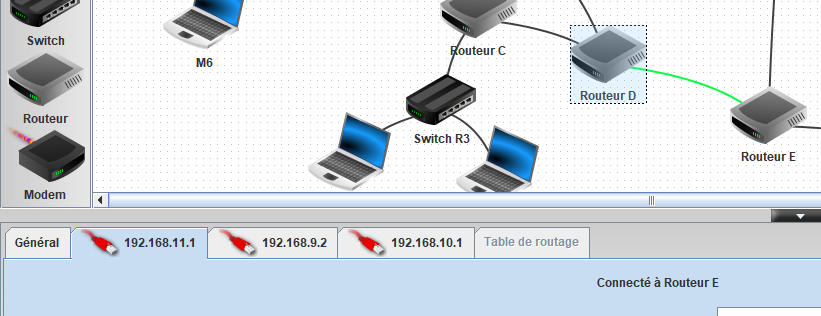 Switch
Routeur
Modem
M6
Routeur C
Routeur D
Switch R3
Routeur E
Général
192.168.11.1
192.168.9.2
192.168.10.1
Table de routage
Connecté à Routeur E